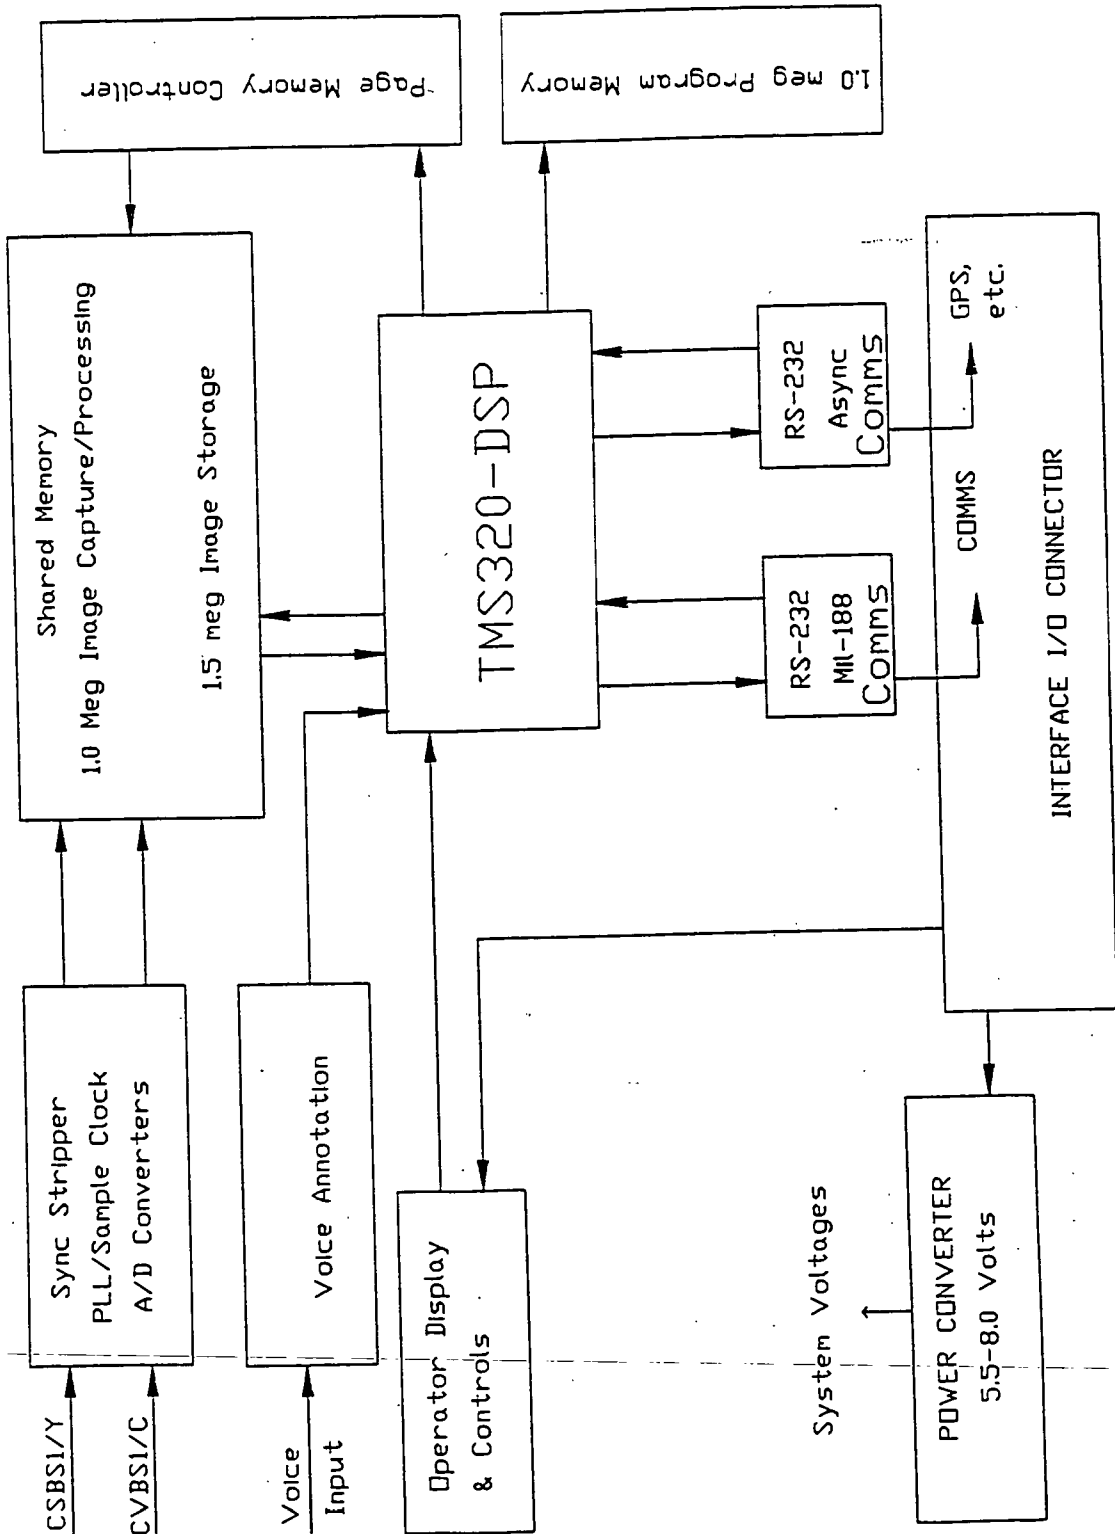 CSBS1/Y
CVBS1/C
Sync Stripper
PLL/Sample Clock
A/D Converters
Shared Memory
1.0 Meg Image Capture/Processing
1.5 meg Image Storage
Page Memory Controller
Voice
Input
Voice Annotation
TMS320-DSP
1.0 meg Program Memory
Operator Display
& Controls
RS-232
Mil-188
Comms
RS-232
Async
Comms
System Voltages
POWER CONVERTER
5.5-8.0 Volts
COMMS
GPS,
etc.
INTERFACE I/O CONNECTOR